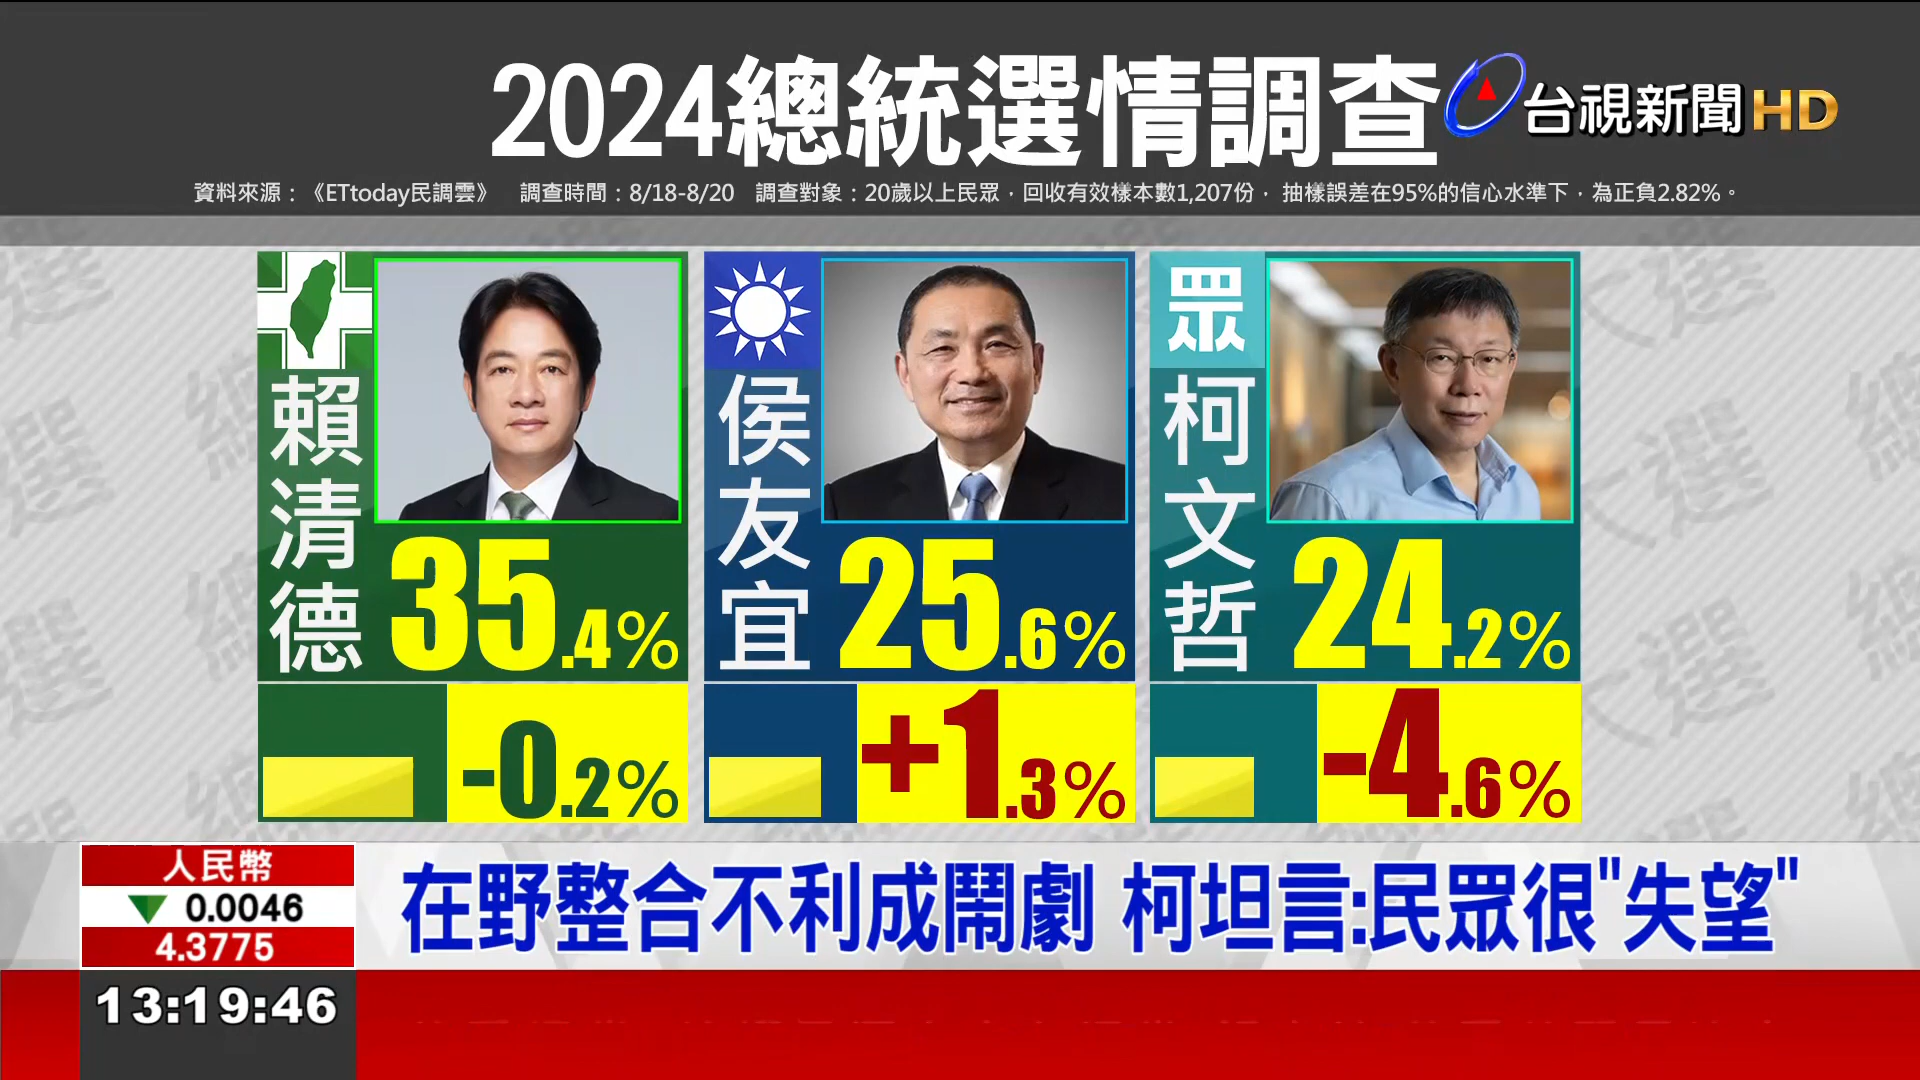 2024總統選情調查
台視新聞HD
資料來源：《ETtoday民調雲》 調查時間：8/18-8/20 調查對象：20歲以上民眾，回收有效樣本數1,207份， 抽樣誤差在95%的信心水準下，為正負2.82%。
賴清德
35.4%
-0.2%
侯友宜
25.6%
+1.3%
眾
柯文哲
24.2%
-4.6%
人民幣
▼ 0.0046
4.3775
在野整合不利成鬧劇 柯坦言:民眾很"失望"
13:19:46